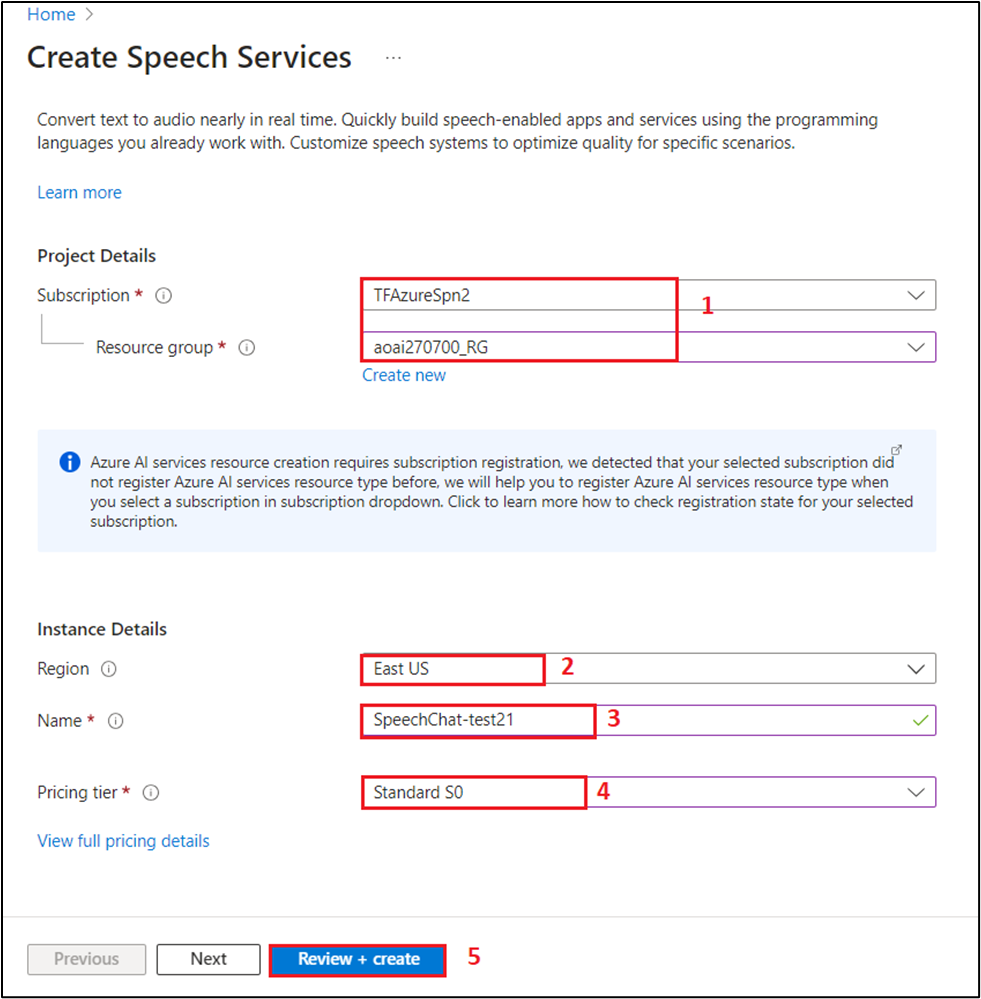 Home >
Create Speech Services ...
Convert text to audio nearly in real time. Quickly build speech-enabled apps and services using the programming
languages you already work with. Customize speech systems to optimize quality for specific scenarios.
Learn more
Project Details
Subscription * TFAzureSpn2 1
Resource group * aoai270700_RG
Create new
Azure AI services resource creation requires subscription registration, we detected that your selected subscription did
not register Azure AI services resource type before, we will help you to register Azure AI services resource type when
you select a subscription in subscription dropdown. Click to learn more how to check registration state for your selected
subscription.
Instance Details
Region East US 2
Name * SpeechChat-test21 3
Pricing tier * Standard S0 4
View full pricing details
Previous Next Review + create 5